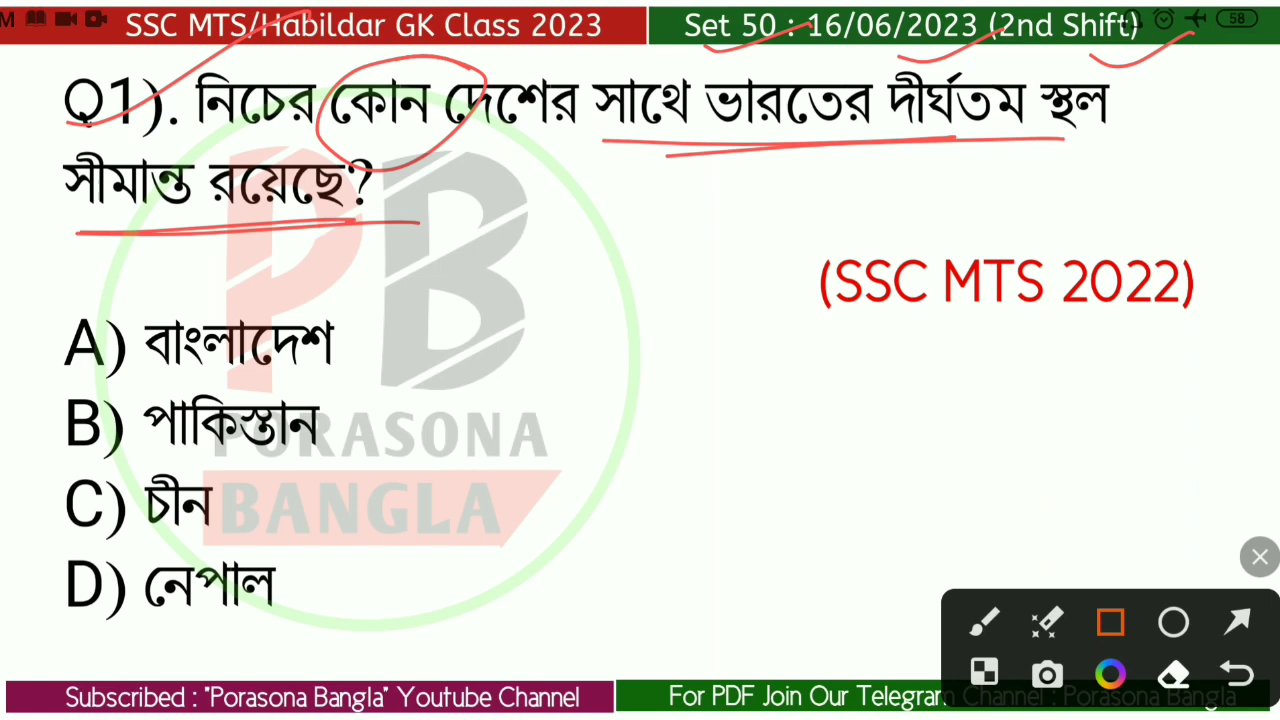 SSC MTS/Habildar GK Class 2023
Set 50 : 16/06/2023 (2nd Shift)
58
Q1). নিচের কোন দেশের সাথে ভারতের দীর্ঘতম স্থল
সীমান্ত রয়েছে?
(SSC MTS 2022)
A) বাংলাদেশ
B) পাকিস্তান
C) চীন
D) নেপাল
PB
PORASONA
BANGLA
Subscribed : "Porasona Bangla" Youtube Channel
For PDF Join Our Telegram Channel : Porasona Bangla